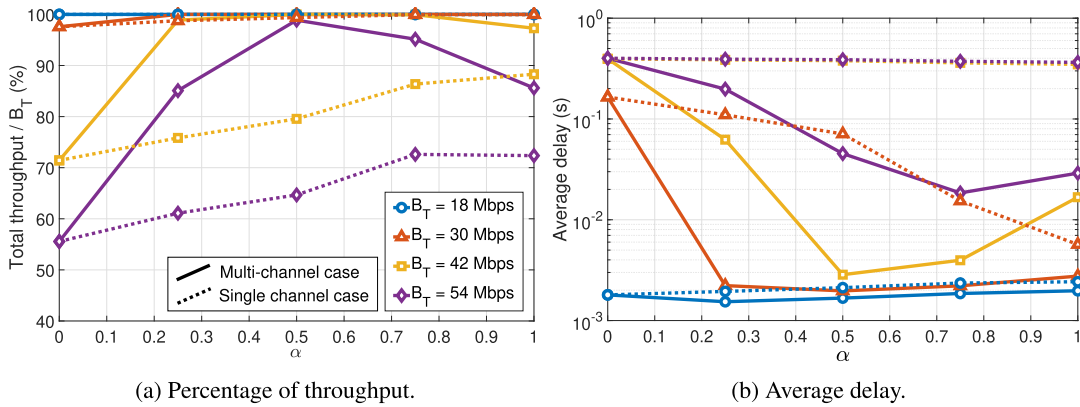 Total throughput / B_T (%)
100
90
80
70
60
50
40
0 0.1 0.2 0.3 0.4 0.5 0.6 0.7 0.8 0.9 1
α
Multi-channel case
Single channel case
B_T = 18 Mbps
B_T = 30 Mbps
B_T = 42 Mbps
B_T = 54 Mbps
(a) Percentage of throughput.
Average delay (s)
10^0
10^-1
10^-2
10^-3
0 0.1 0.2 0.3 0.4 0.5 0.6 0.7 0.8 0.9 1
α
(b) Average delay.